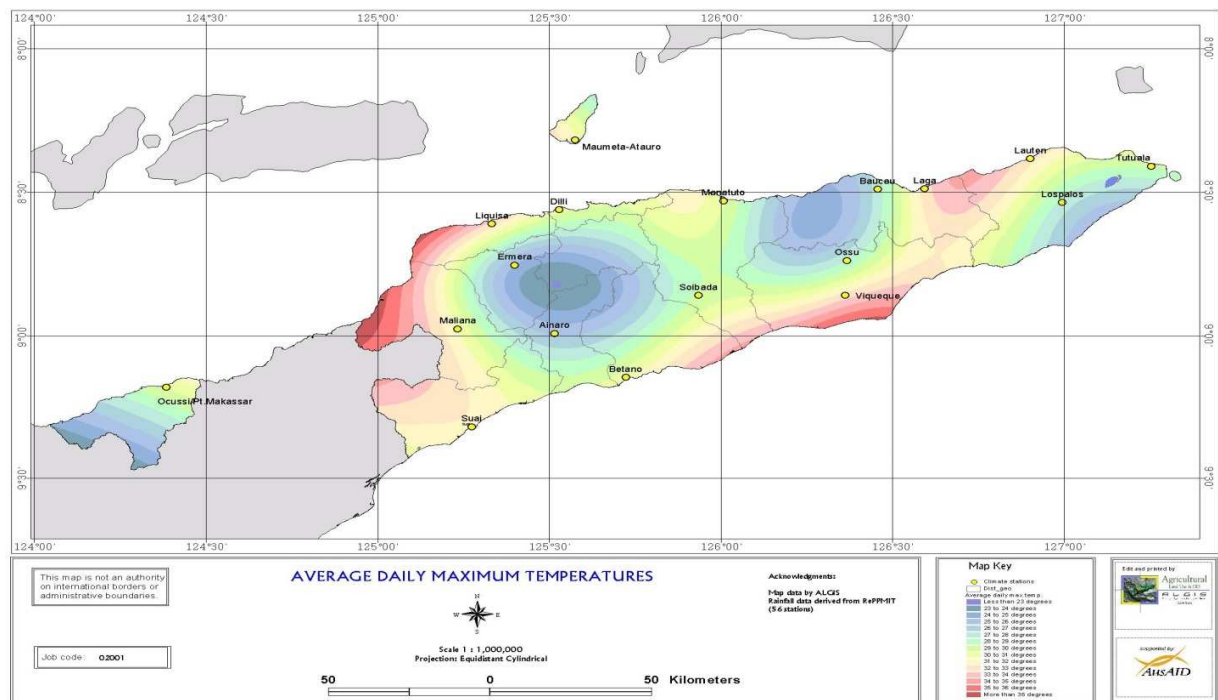 124°00' 124°30' 125°00' 125°30' 126°00' 126°30' 127°00'
8°00' 8°00'
Maumeta-Atauro
Lauten
Tutuala
8°30' 8°30'
Baucau Laga
Lospalos
Manatuto
Dilli
Liquisa
Ermera
Ossu
Soibada
Viqueque
Maliana
Ainaro
9°00' 9°00'
Betano
Ocussi/Pt.Makassar
Suai
9°30' 9°30'
124°00' 124°30' 125°00' 125°30' 126°00' 126°30' 127°00'
This map is not an authority
on international borders or
administrative boundaries.
Job code: 02001
AVERAGE DAILY MAXIMUM TEMPERATURES
N
W E
S
Scale 1 : 1,000,000
Projection: Equidistant Cylindrical
50 0 50 Kilometers
Acknowledgments:
Map data by ALGIS
Rainfall data derived from RePPMIT
(56 stations)
Map Key
Climate stations
Dist_geo
Average daily max.temp.
Less than 23 degrees
23 to 24 degrees
24 to 25 degrees
25 to 26 degrees
26 to 27 degrees
27 to 28 degrees
28 to 29 degrees
29 to 30 degrees
30 to 31 degrees
31 to 32 degrees
32 to 33 degrees
33 to 34 degrees
34 to 35 degrees
35 to 36 degrees
More than 36 degrees
Edit and printed by
Agricultural
ALGIS
supported by
AusAID